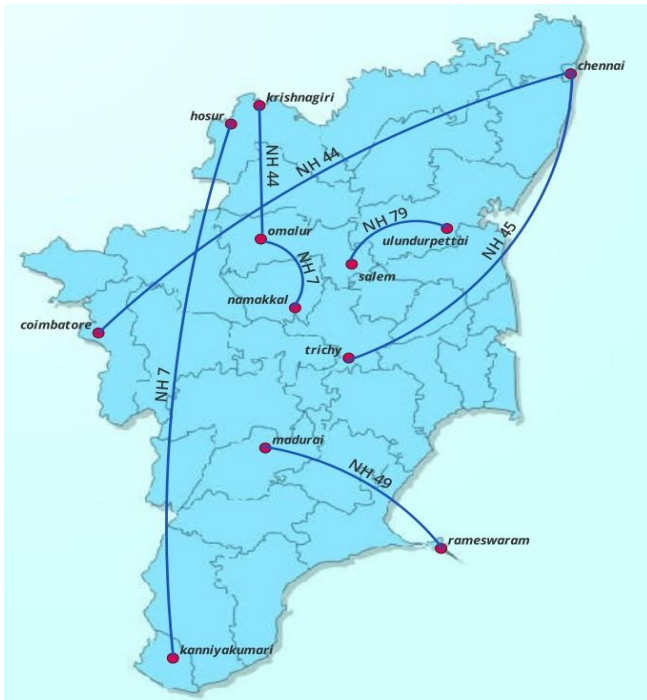 chennai
krishnagiri
hosur
NH 44
NH 44
NH 79
omalur
ulundurpettai
NH 45
NH 7
salem
namakkal
coimbatore
trichy
NH 7
madurai
NH 49
rameswaram
kanniyakumari